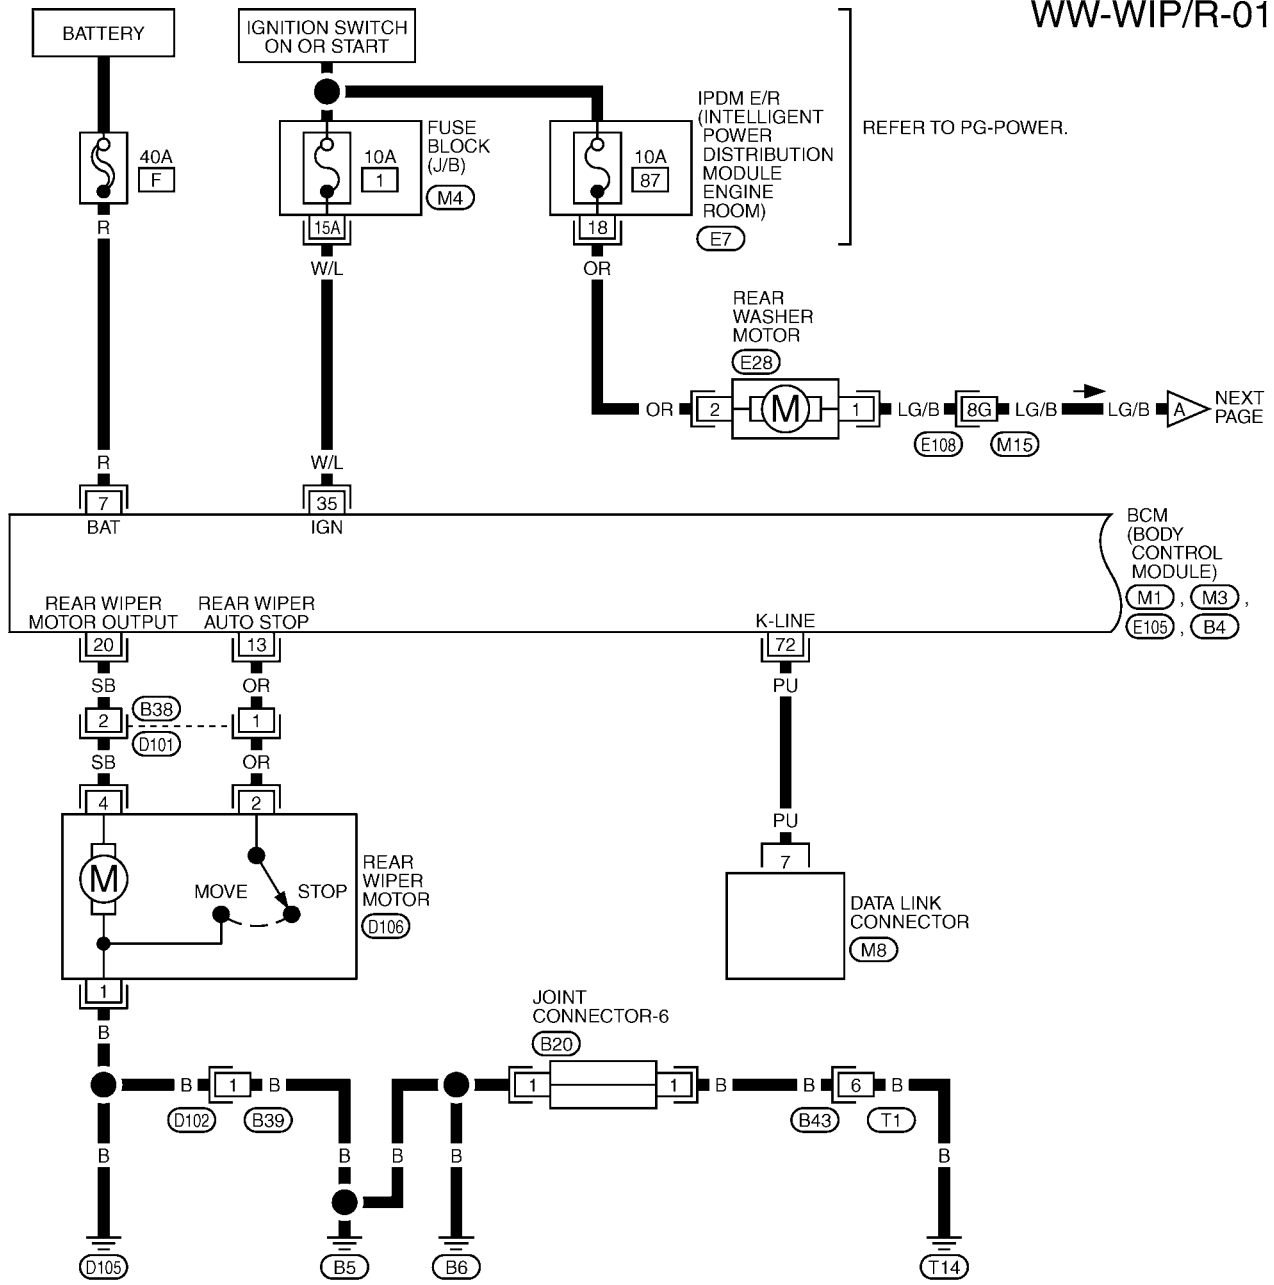 WW-WIP/R-01
BATTERY
IGNITION SWITCH
ON OR START
40A
F
10A
1
FUSE
BLOCK
(J/B)
M4
10A
87
IPDM E/R
(INTELLIGENT
POWER
DISTRIBUTION
MODULE
ENGINE
ROOM)
E7
REFER TO PG-POWER.
R
15A
18
W/L
OR
REAR
WASHER
MOTOR
E28
OR
2
M
1
LG/B
8G
LG/B
LG/B
A
NEXT
PAGE
E108
M15
R
W/L
7
35
BAT
IGN
BCM
(BODY
CONTROL
MODULE)
M1 , M3 ,
E105 , B4
REAR WIPER
MOTOR OUTPUT
REAR WIPER
AUTO STOP
K-LINE
20
13
72
SB
OR
PU
2
B38
D101
1
SB
OR
4
2
PU
7
M
MOVE
STOP
REAR
WIPER
MOTOR
D106
DATA LINK
CONNECTOR
M8
1
B
JOINT
CONNECTOR-6
B20
B
1
B
1
1
B
B
6
B
D102
B39
B43
T1
B
B
B
B
B
D105
B5
B6
T14